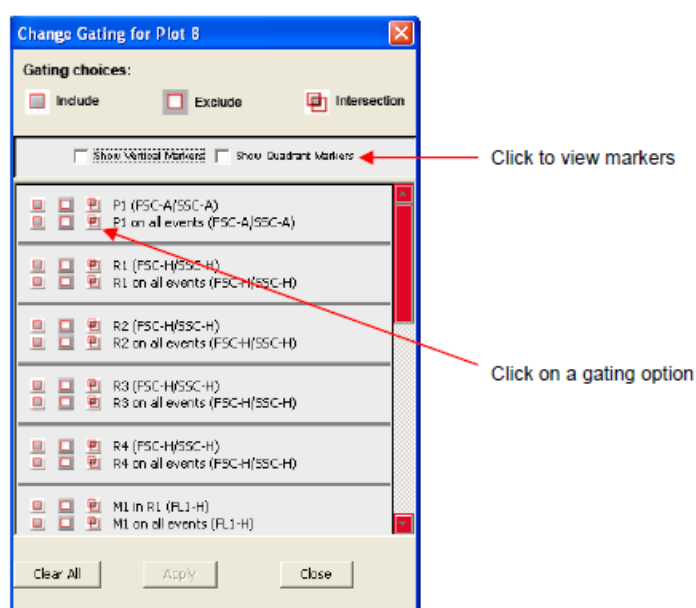 Change Gating for Plot 8
Gating choices:
Include Exclude Intersection
Show Vertical Markers Show Quadrant Markers
Click to view markers
P1 (FSC-A/SSC-A)
P1 on all events (FSC-A/SSC-A)
R1 (FSC-H/SSC-H)
R1 on all events (FSC-H/SSC-H)
R2 (FSC-H/SSC-H)
R2 on all events (FSC-H/SSC-H)
Click on a gating option
R3 (FSC-H/SSC-H)
R3 on all events (FSC-H/SSC-H)
R4 (FSC-H/SSC-H)
R4 on all events (FSC-H/SSC-H)
M1 in R1 (FL1-H)
M1 on all events (FL1-H)
Clear All Apply Close